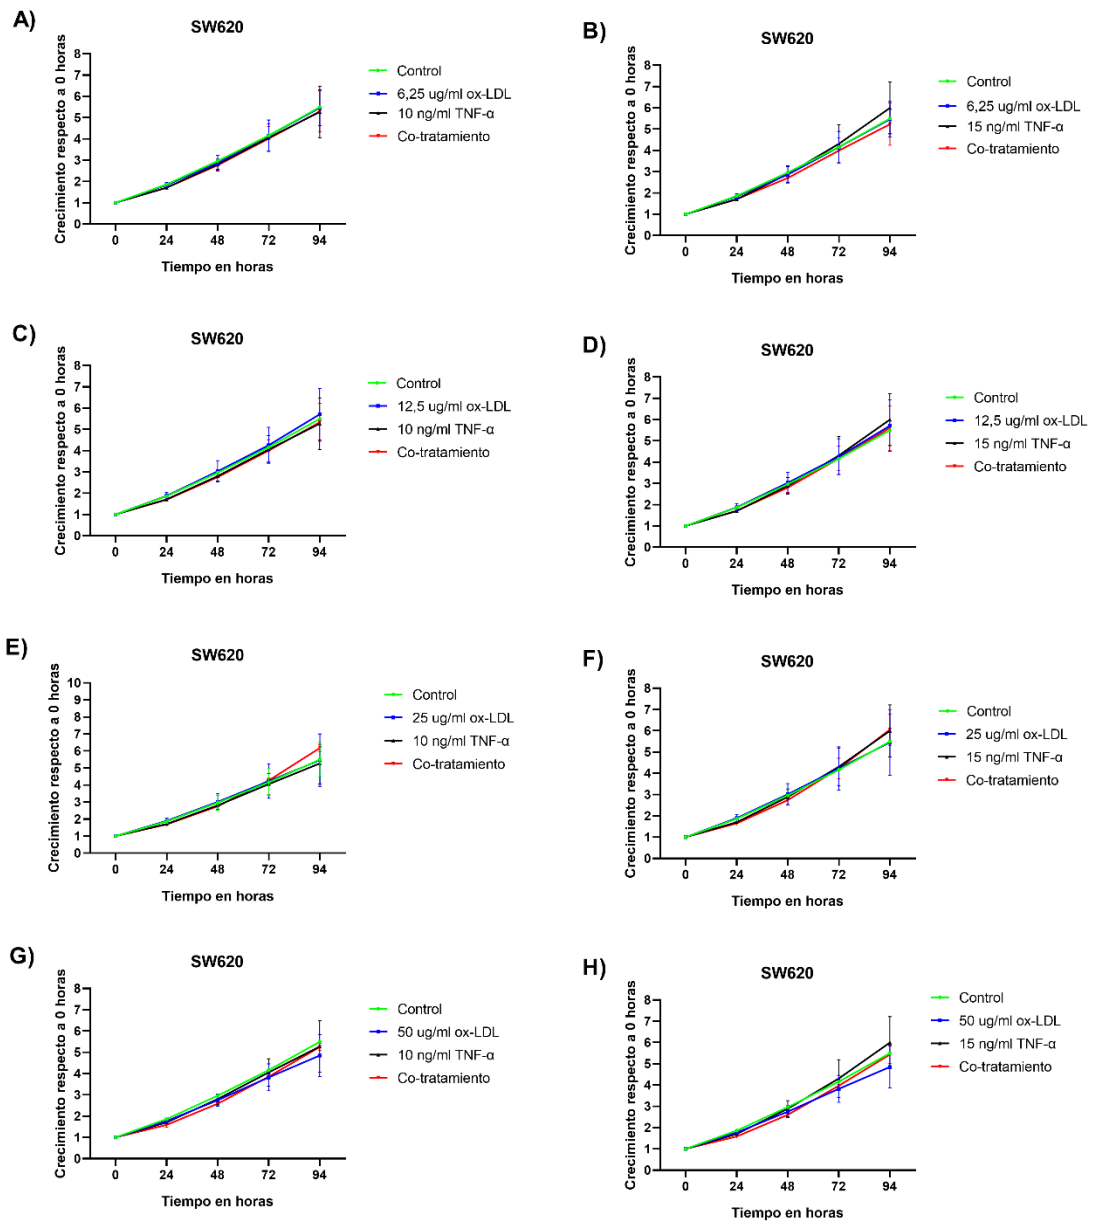 A)
SW620
Crecimiento respecto a 0 horas
8
7
6
5
4
3
2
1
0
0 24 48 72 94
Tiempo en horas
Control
6,25 ug/ml ox-LDL
10 ng/ml TNF-α
Co-tratamiento
B)
SW620
Crecimiento respecto a 0 horas
8
7
6
5
4
3
2
1
0
0 24 48 72 94
Tiempo en horas
Control
6,25 ug/ml ox-LDL
15 ng/ml TNF-α
Co-tratamiento
C)
SW620
Crecimiento respecto a 0 horas
8
7
6
5
4
3
2
1
0
0 24 48 72 94
Tiempo en horas
Control
12,5 ug/ml ox-LDL
10 ng/ml TNF-α
Co-tratamiento
D)
SW620
Crecimiento respecto a 0 horas
8
7
6
5
4
3
2
1
0
0 24 48 72 94
Tiempo en horas
Control
12,5 ug/ml ox-LDL
15 ng/ml TNF-α
Co-tratamiento
E)
SW620
Crecimiento respecto a 0 horas
10
9
8
7
6
5
4
3
2
1
0
0 24 48 72 94
Tiempo en horas
Control
25 ug/ml ox-LDL
10 ng/ml TNF-α
Co-tratamiento
F)
SW620
Crecimiento respecto a 0 horas
8
7
6
5
4
3
2
1
0
0 24 48 72 94
Tiempo en horas
Control
25 ug/ml ox-LDL
15 ng/ml TNF-α
Co-tratamiento
G)
SW620
Crecimiento respecto a 0 horas
8
7
6
5
4
3
2
1
0
0 24 48 72 94
Tiempo en horas
Control
50 ug/ml ox-LDL
10 ng/ml TNF-α
Co-tratamiento
H)
SW620
Crecimiento respecto a 0 horas
8
7
6
5
4
3
2
1
0
0 24 48 72 94
Tiempo en horas
Control
50 ug/ml ox-LDL
15 ng/ml TNF-α
Co-tratamiento